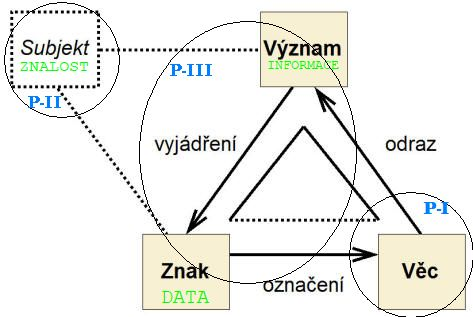 Subjekt
ZNALOST
P-II
P-III
Význam
INFORMACE
vyjádření
odraz
P-I
Znak
DATA
označení
Věc